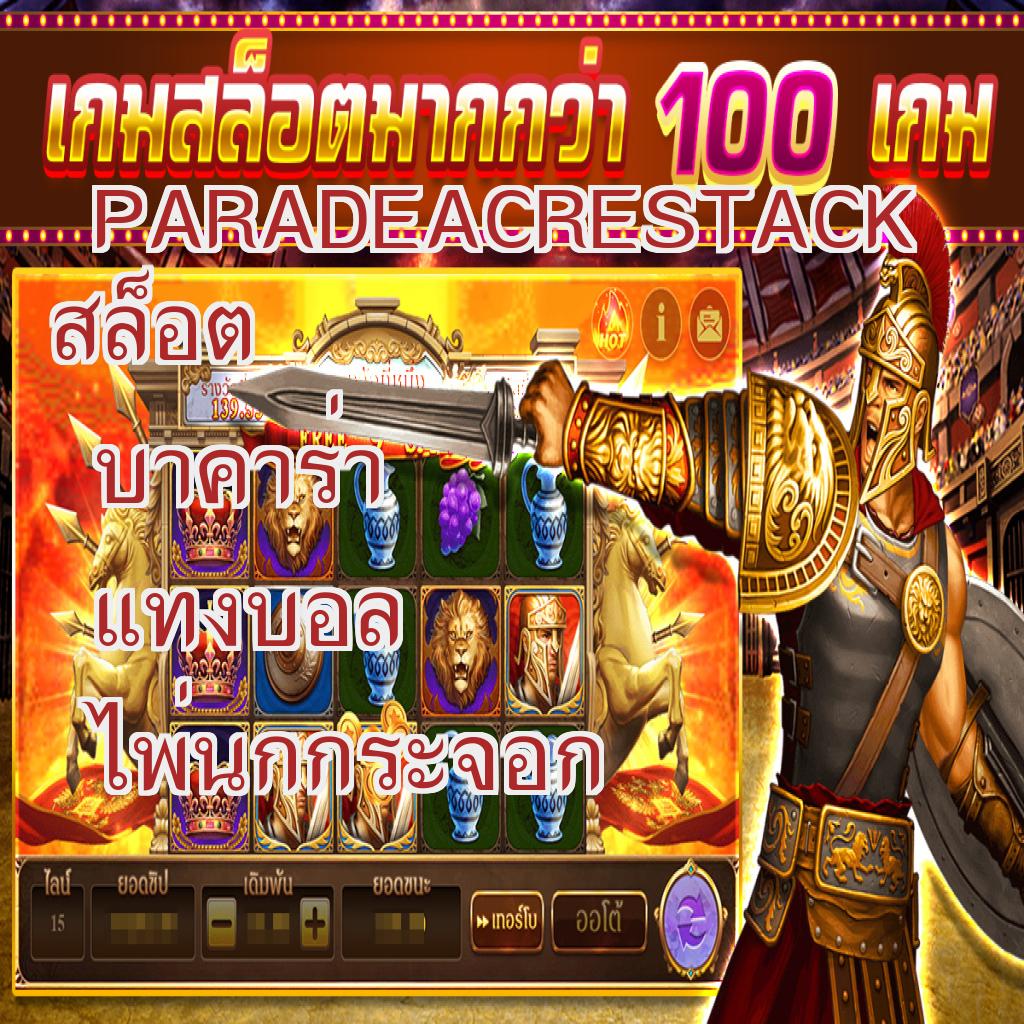 เกมสล็อตมากกว่า 100 เกม
PARADEACRESTACK
สล็อต
HOT
บาคาร่า
แทงบอล
ไพ่นกกระจอก
ไลน์ ยอดชิป เดิมพัน ยอดชนะ
15 - + เทอร์โบ ออโต้